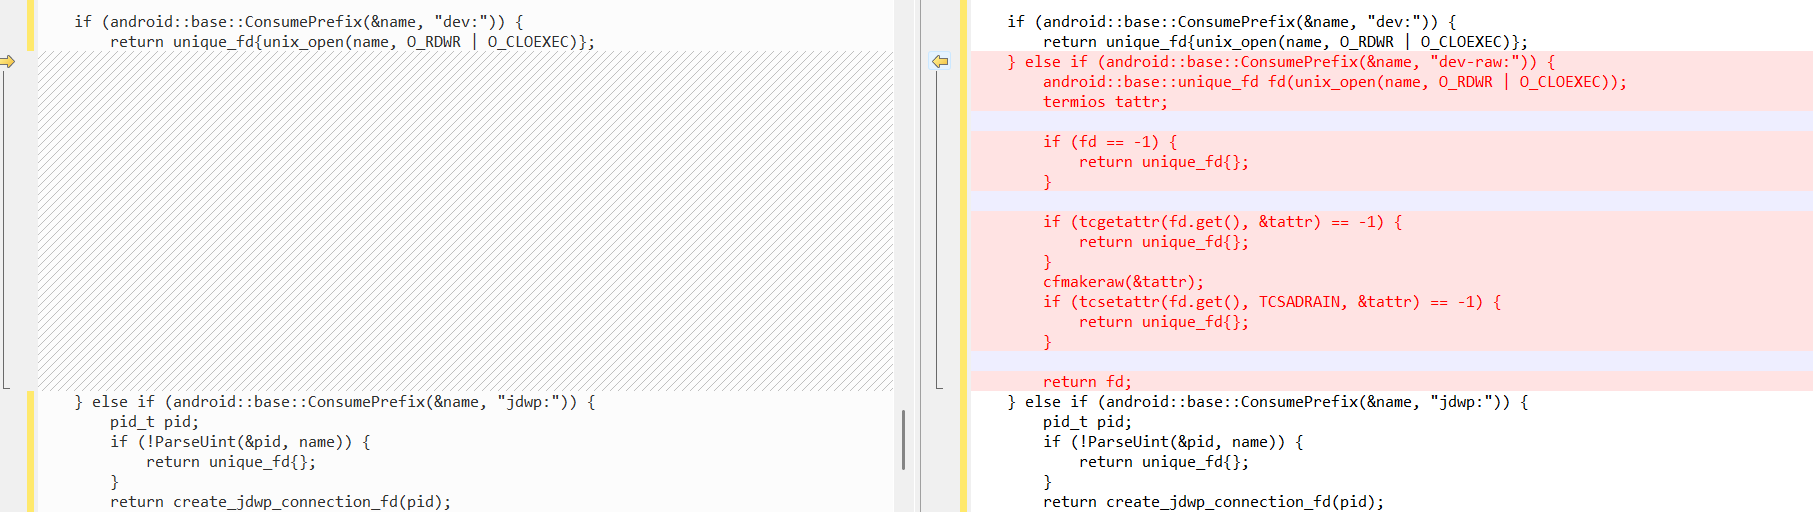 if (android::base::ConsumePrefix(&name, "dev:")) {
return unique_fd{unix_open(name, O_RDWR | O_CLOEXEC)};
} else if (android::base::ConsumePrefix(&name, "jdwp:")) {
pid_t pid;
if (!ParseUint(&pid, name)) {
return unique_fd{};
}
return create_jdwp_connection_fd(pid);
if (android::base::ConsumePrefix(&name, "dev:")) {
return unique_fd{unix_open(name, O_RDWR | O_CLOEXEC)};
} else if (android::base::ConsumePrefix(&name, "dev-raw:")) {
android::base::unique_fd fd(unix_open(name, O_RDWR | O_CLOEXEC));
termios tattr;
if (fd == -1) {
return unique_fd{};
}
if (tcgetattr(fd.get(), &tattr) == -1) {
return unique_fd{};
}
cfmakeraw(&tattr);
if (tcsetattr(fd.get(), TCSADRAIN, &tattr) == -1) {
return unique_fd{};
}
return fd;
} else if (android::base::ConsumePrefix(&name, "jdwp:")) {
pid_t pid;
if (!ParseUint(&pid, name)) {
return unique_fd{};
}
return create_jdwp_connection_fd(pid);